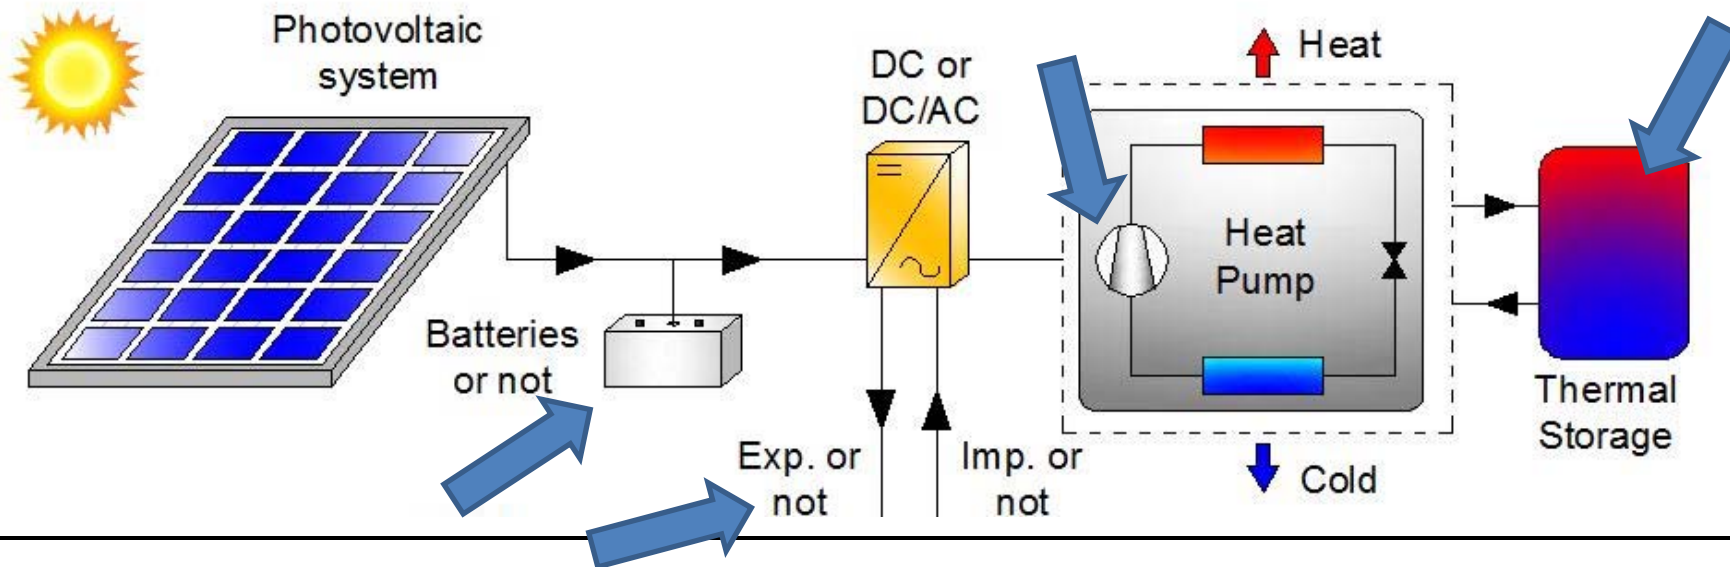 Photovoltaic
system
DC or
DC/AC
Heat
Heat
Pump
Batteries
or not
Exp. or
not
Imp. or
not
Cold
Thermal
Storage